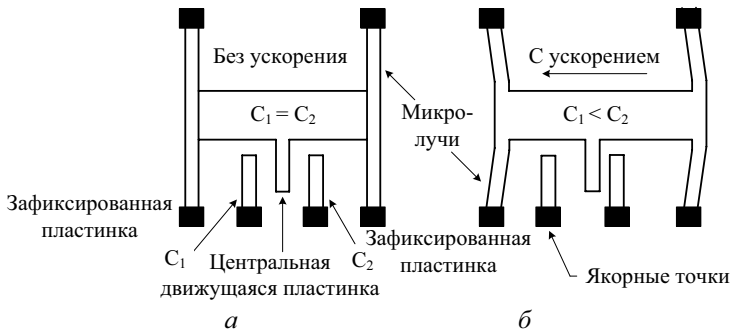 Без ускорения
С ускорением
C₁ = C₂
C₁ < C₂
Микро-
лучи
Зафиксированная
пластинка
C₁
Центральная
движущаяся пластинка
C₂
Зафиксированная
пластинка
Якорные точки
а
б